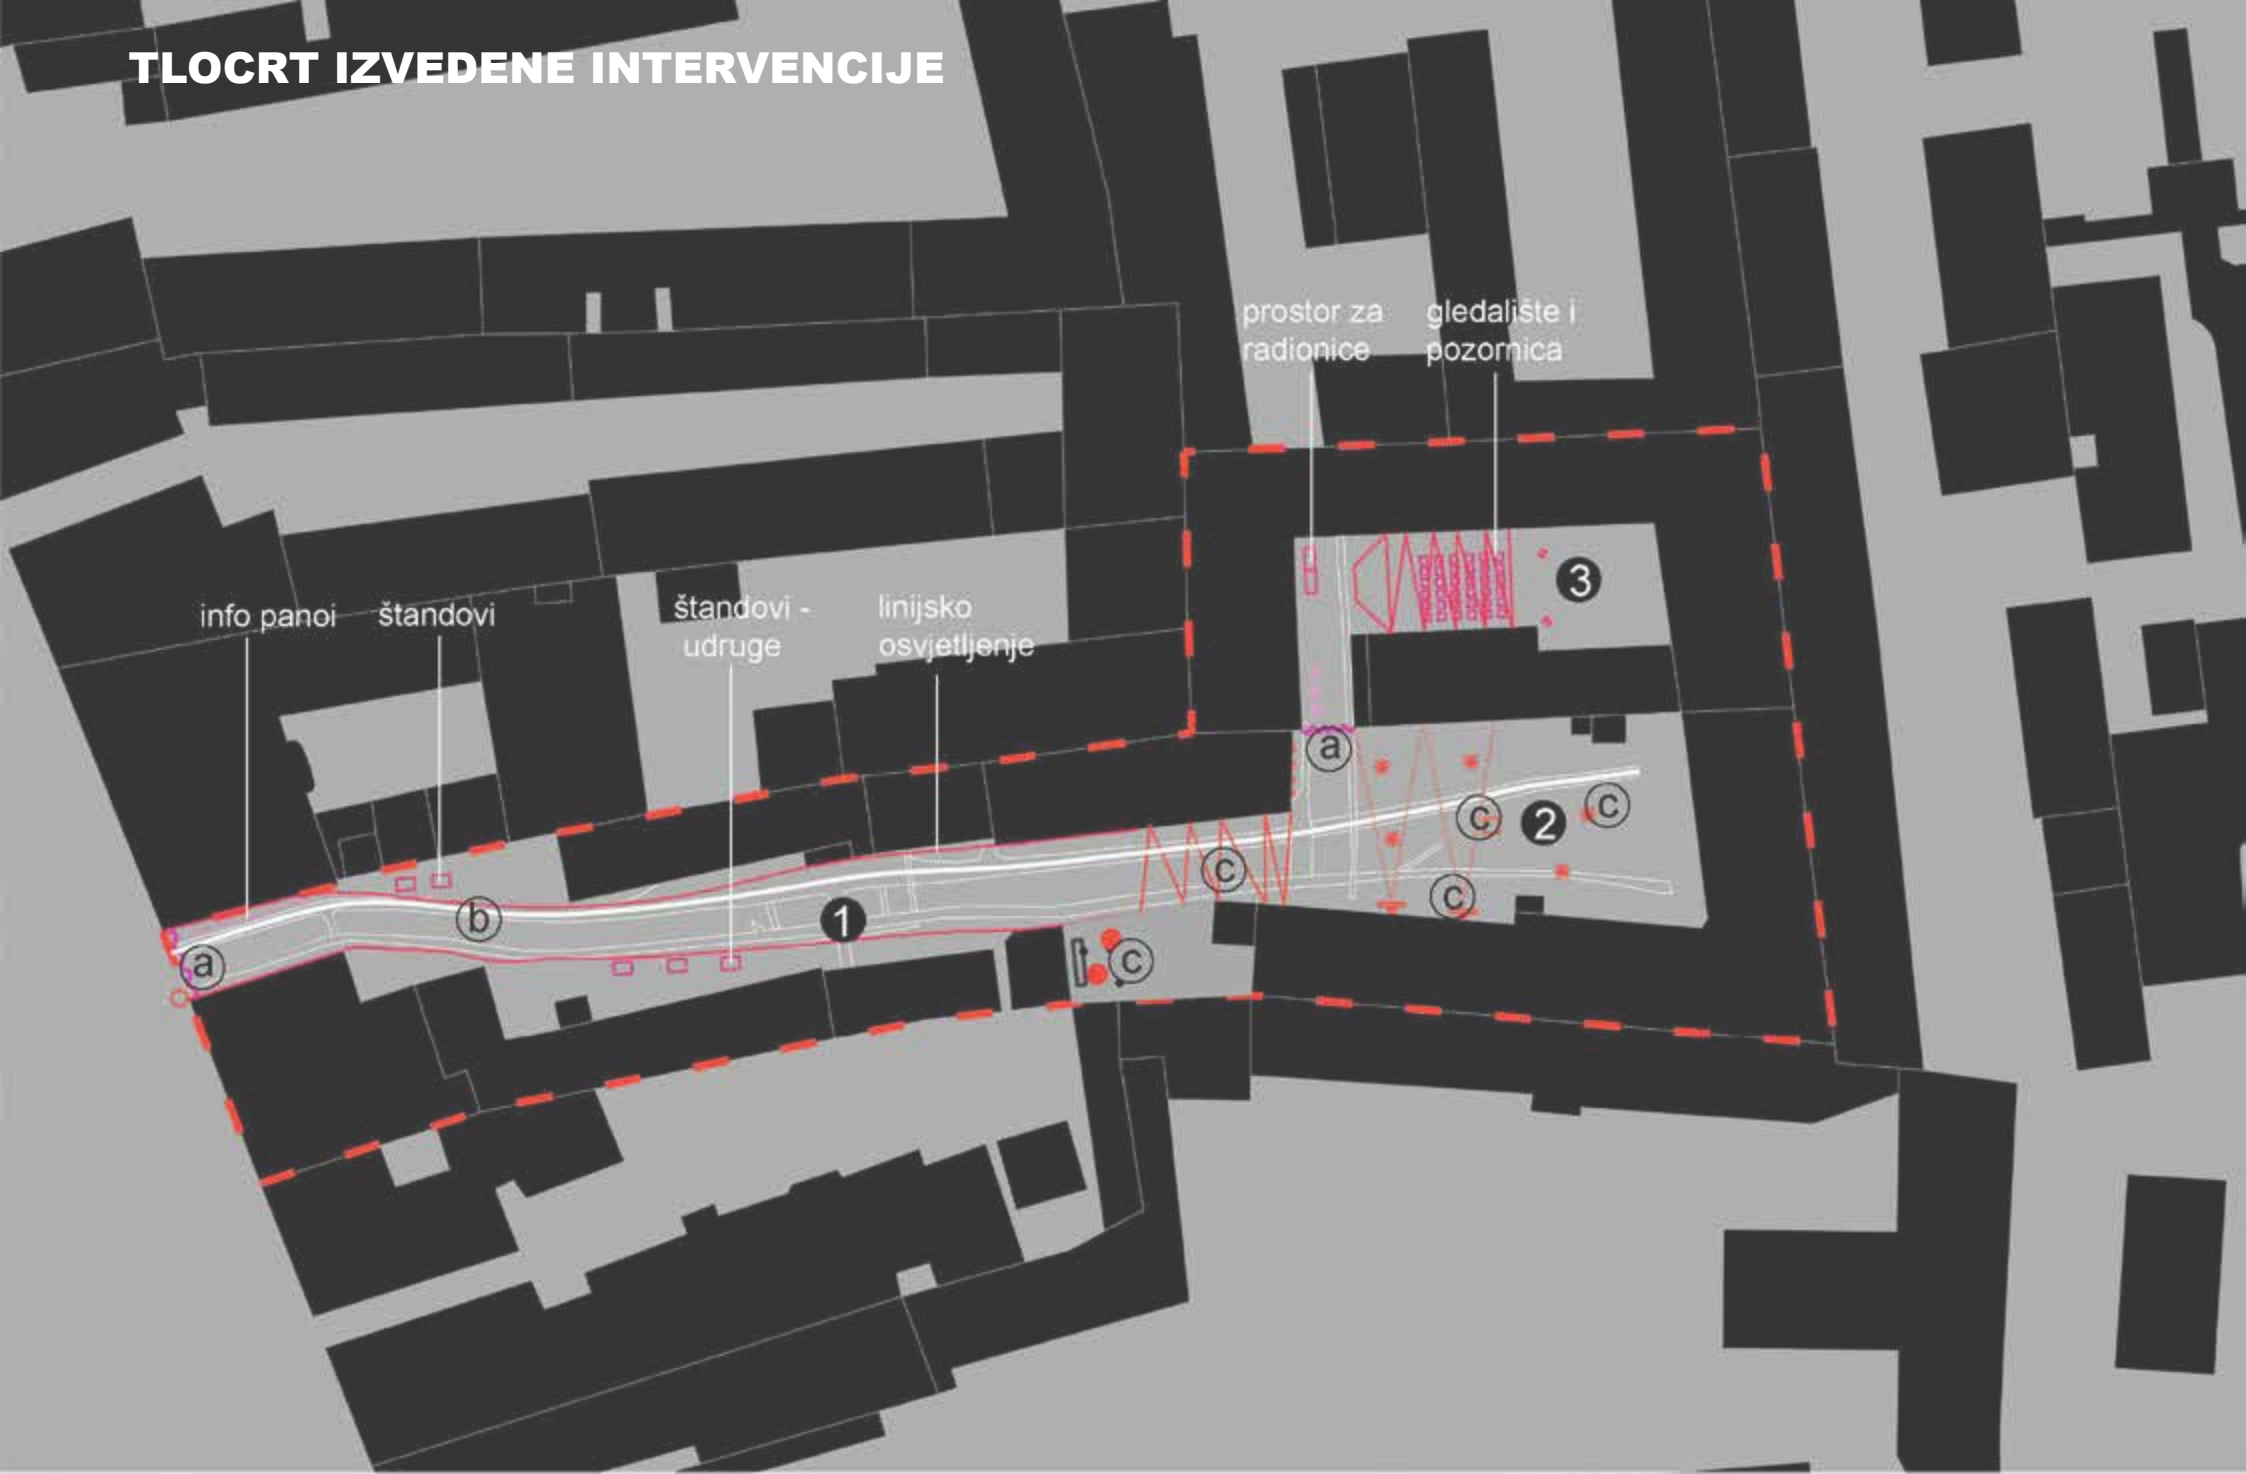 TLOCRT IZVEDENE INTERVENCIJE
prostor za
radionice
gledalište i
pozornica
3
info panoi
štandovi
štandovi -
udruge
linijsko
osvjetljenje
a
c
2
c
c
c
b
1
a
c